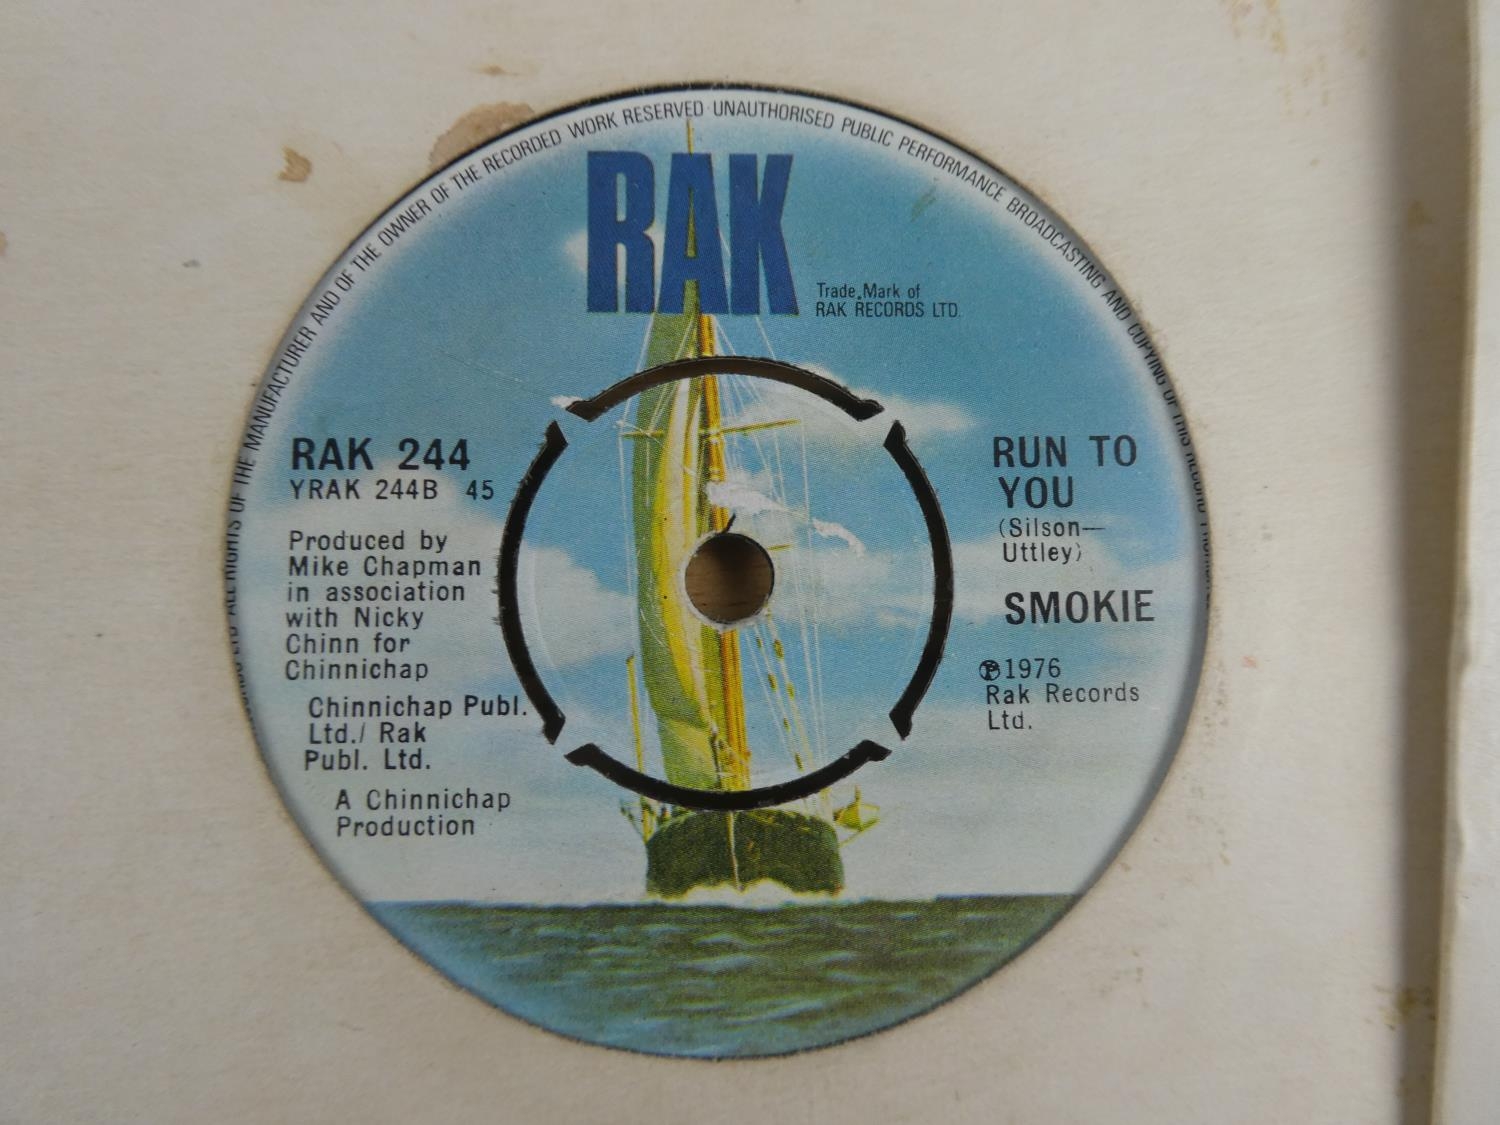 ALL RIGHTS OF THE MANUFACTURER AND OF THE OWNER OF THE RECORDED WORK RESERVED · UNAUTHORISED PUBLIC PERFORMANCE BROADCASTING AND COPYING OF THIS RECORD
RAK
Trade Mark of
RAK RECORDS LTD.
RAK 244
YRAK 244B 45
Produced by
Mike Chapman
in association
with Nicky
Chinn for
Chinnichap
Chinnichap Publ.
Ltd./ Rak
Publ. Ltd.
A Chinnichap
Production
RUN TO
YOU
(Silson—
Uttley)
SMOKIE
℗1976
Rak Records
Ltd.